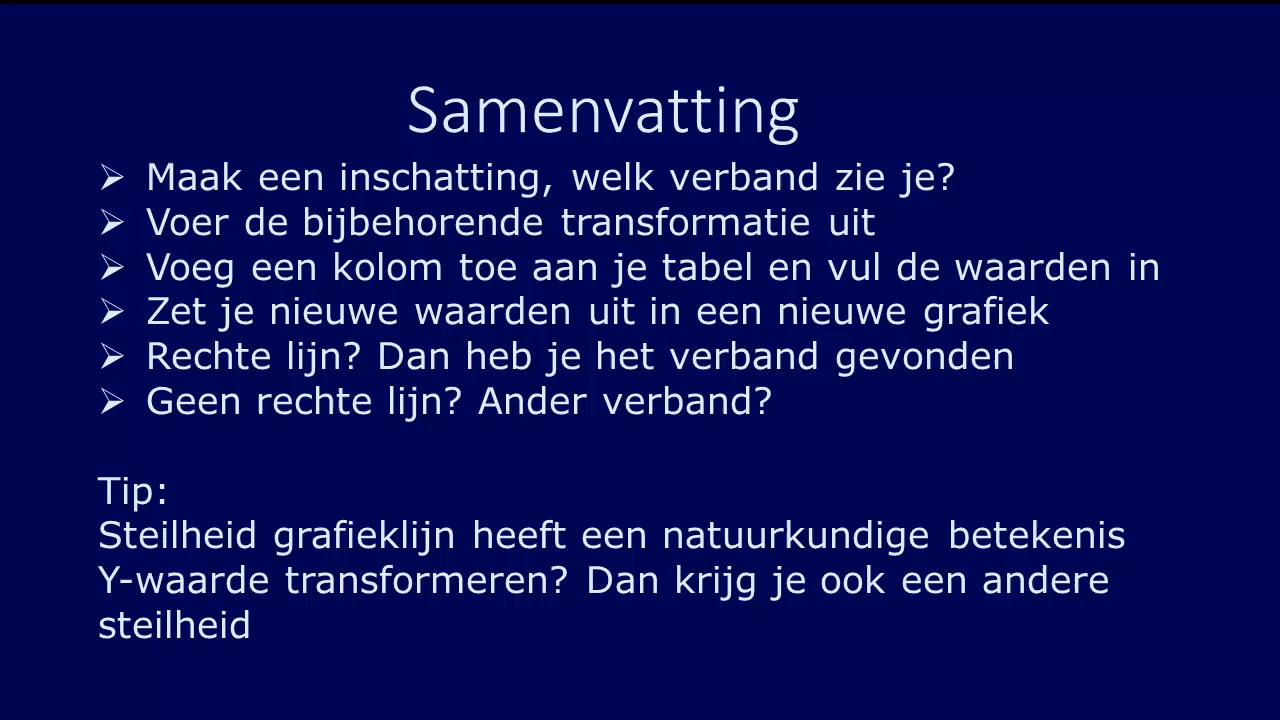 Samenvatting
➢ Maak een inschatting, welk verband zie je?
➢ Voer de bijbehorende transformatie uit
➢ Voeg een kolom toe aan je tabel en vul de waarden in
➢ Zet je nieuwe waarden uit in een nieuwe grafiek
➢ Rechte lijn? Dan heb je het verband gevonden
➢ Geen rechte lijn? Ander verband?
Tip:
Steilheid grafieklijn heeft een natuurkundige betekenis
Y-waarde transformeren? Dan krijg je ook een andere
steilheid